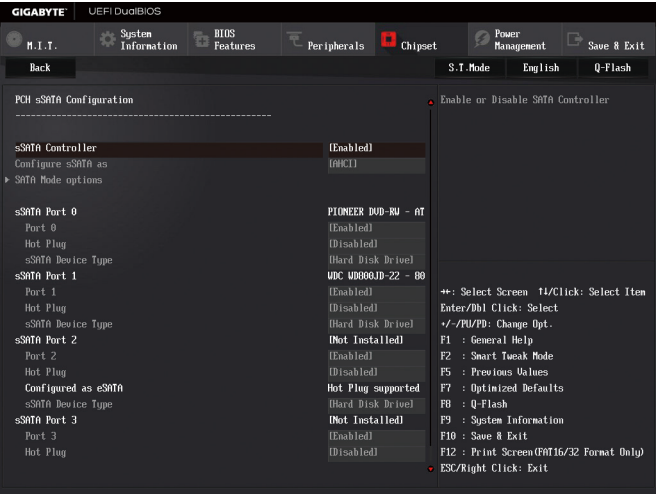 GIGABYTE™ UEFI DualBIOS
M.I.T.
System Information
BIOS Features
Peripherals
Chipset
Power Management
Save & Exit
Back S.T.Mode English Q-Flash
PCH sSATA Configuration
------------------------------------------------
sSATA Controller [Enabled]
Configure sSATA as [AHCI]
▶ SATA Mode options
sSATA Port 0 PIONEER DVD-RW - AT
Port 0 [Enabled]
Hot Plug [Disabled]
sSATA Device Type [Hard Disk Drive]
sSATA Port 1 WDC WD800JD-22 - 80
Port 1 [Enabled]
Hot Plug [Disabled]
sSATA Device Type [Hard Disk Drive]
sSATA Port 2 [Not Installed]
Port 2 [Enabled]
Hot Plug [Disabled]
Configured as eSATA Hot Plug supported
sSATA Device Type [Hard Disk Drive]
sSATA Port 3 [Not Installed]
Port 3 [Enabled]
Hot Plug [Disabled]
Enable or Disable SATA Controller
→←: Select Screen ↑↓/Click: Select Item
Enter/Dbl Click: Select
+/-/PU/PD: Change Opt.
F1 : General Help
F2 : Smart Tweak Mode
F5 : Previous Values
F7 : Optimized Defaults
F8 : Q-Flash
F9 : System Information
F10 : Save & Exit
F12 : Print Screen(FAT16/32 Format Only)
ESC/Right Click: Exit